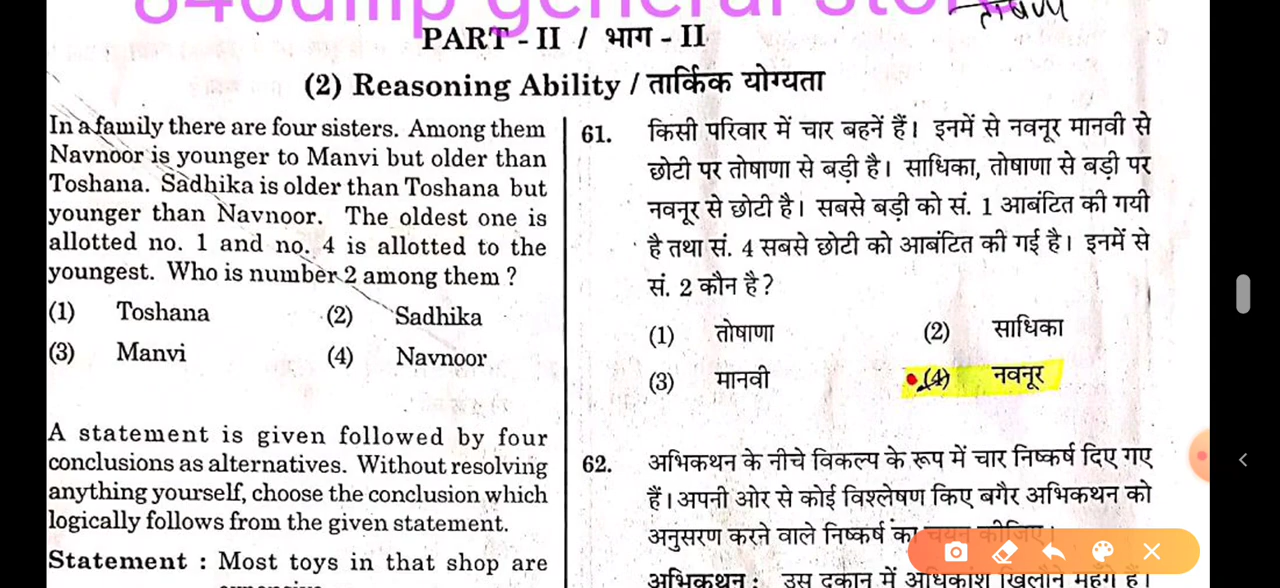 PART - II / भाग - II
(2) Reasoning Ability / तार्किक योग्यता
In a family there are four sisters. Among them
Navnoor is younger to Manvi but older than
Toshana. Sadhika is older than Toshana but
younger than Navnoor. The oldest one is
allotted no. 1 and no. 4 is allotted to the
youngest. Who is number 2 among them ?
(1) Toshana (2) Sadhika
(3) Manvi (4) Navnoor
A statement is given followed by four
conclusions as alternatives. Without resolving
anything yourself, choose the conclusion which
logically follows from the given statement.
Statement : Most toys in that shop are
61. किसी परिवार में चार बहनें हैं। इनमें से नवनूर मानवी से
छोटी पर तोषाणा से बड़ी है। साधिका, तोषाणा से बड़ी पर
नवनूर से छोटी है। सबसे बड़ी को सं. 1 आबंटित की गयी
है तथा सं. 4 सबसे छोटी को आबंटित की गई है। इनमें से
सं. 2 कौन है?
(1) तोषाणा (2) साधिका
(3) मानवी (4) नवनूर
62. अभिकथन के नीचे विकल्प के रूप में चार निष्कर्ष दिए गए
हैं। अपनी ओर से कोई विश्लेषण किए बगैर अभिकथन को
अनुसरण करने वाले निष्कर्ष का चयन कीजिए।
अभिकथन : उस दुकान में अधिकांश खिलौने महँगे हैं।